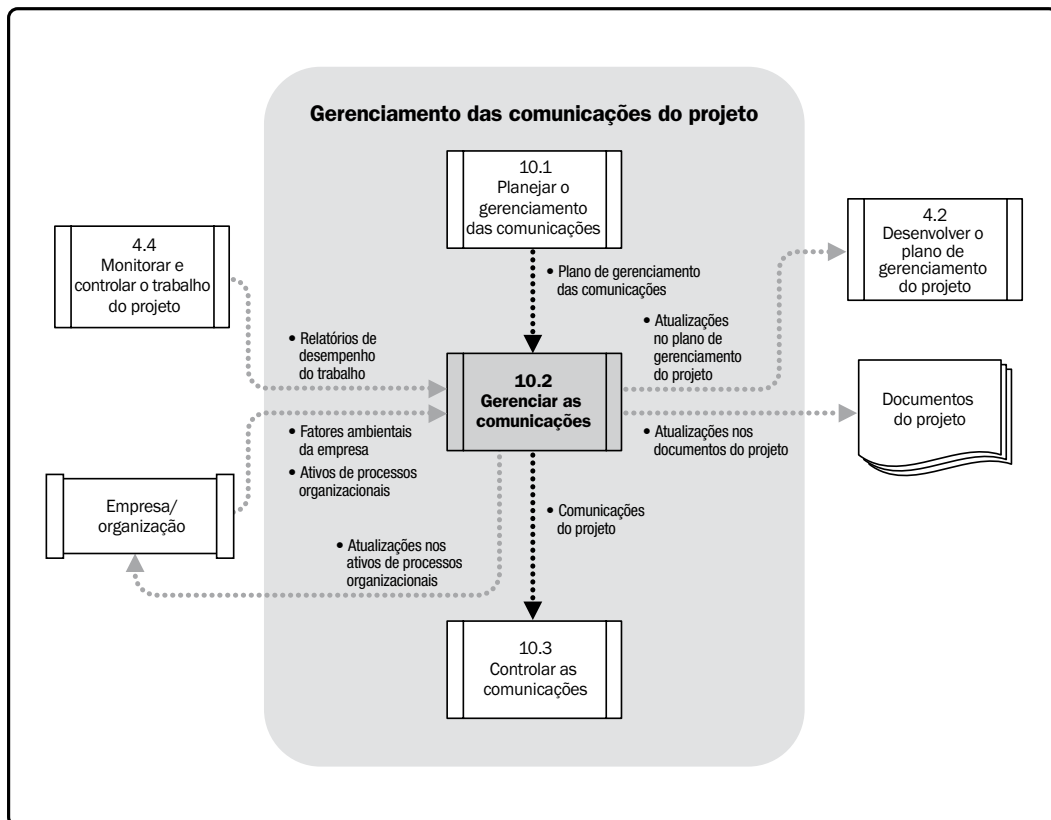 Gerenciamento das comunicações do projeto
10.1
Planejar o
gerenciamento
das comunicações
4.4
Monitorar e
controlar o trabalho
do projeto
4.2
Desenvolver o
plano de
gerenciamento
do projeto
• Plano de gerenciamento
das comunicações
• Relatórios de
desempenho
do trabalho
• Atualizações
no plano de
gerenciamento
do projeto
10.2
Gerenciar as
comunicações
Documentos
do projeto
• Fatores ambientais
da empresa
• Ativos de processos
organizacionais
• Atualizações nos
documentos do projeto
Empresa/
organização
• Comunicações
do projeto
• Atualizações nos
ativos de processos
organizacionais
10.3
Controlar as
comunicações